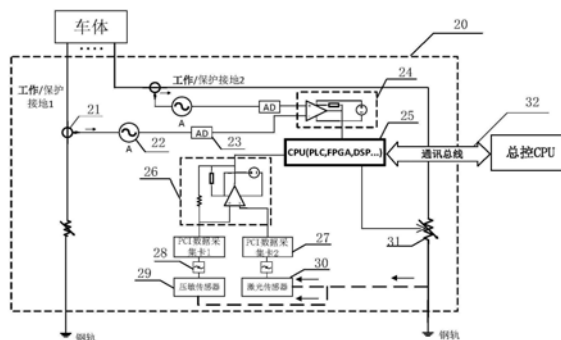 车体
20
工作/保护接地2
24
工作/保护
接地1
21
A
AD
25
32
A
22
AD
23
CPU(PLC,FPGA,DSP...)
通讯总线
总控CPU
26
PCI数据采
集卡1
PCI数据采
集卡2
27
28
31
29
压敏传感器
激光传感器
30
钢轨
钢轨